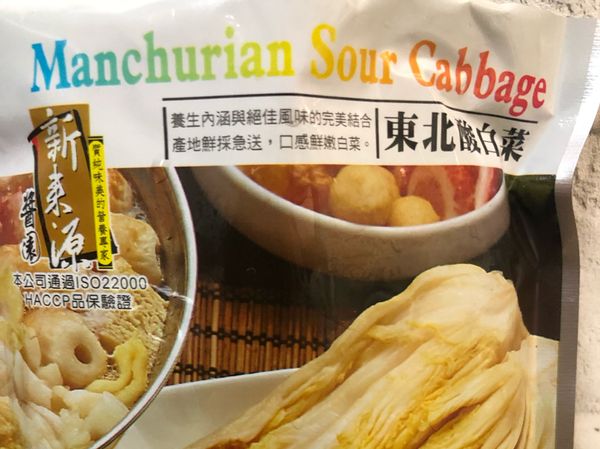 Manchurian Sour Cabbage
養生內涵與絕佳風味的完美結合
產地鮮採急送，口感鮮嫩白菜。
東北酸白菜
新來源
醬園
質純味美的營養專家
本公司通過ISO22000
HACCP品保驗證